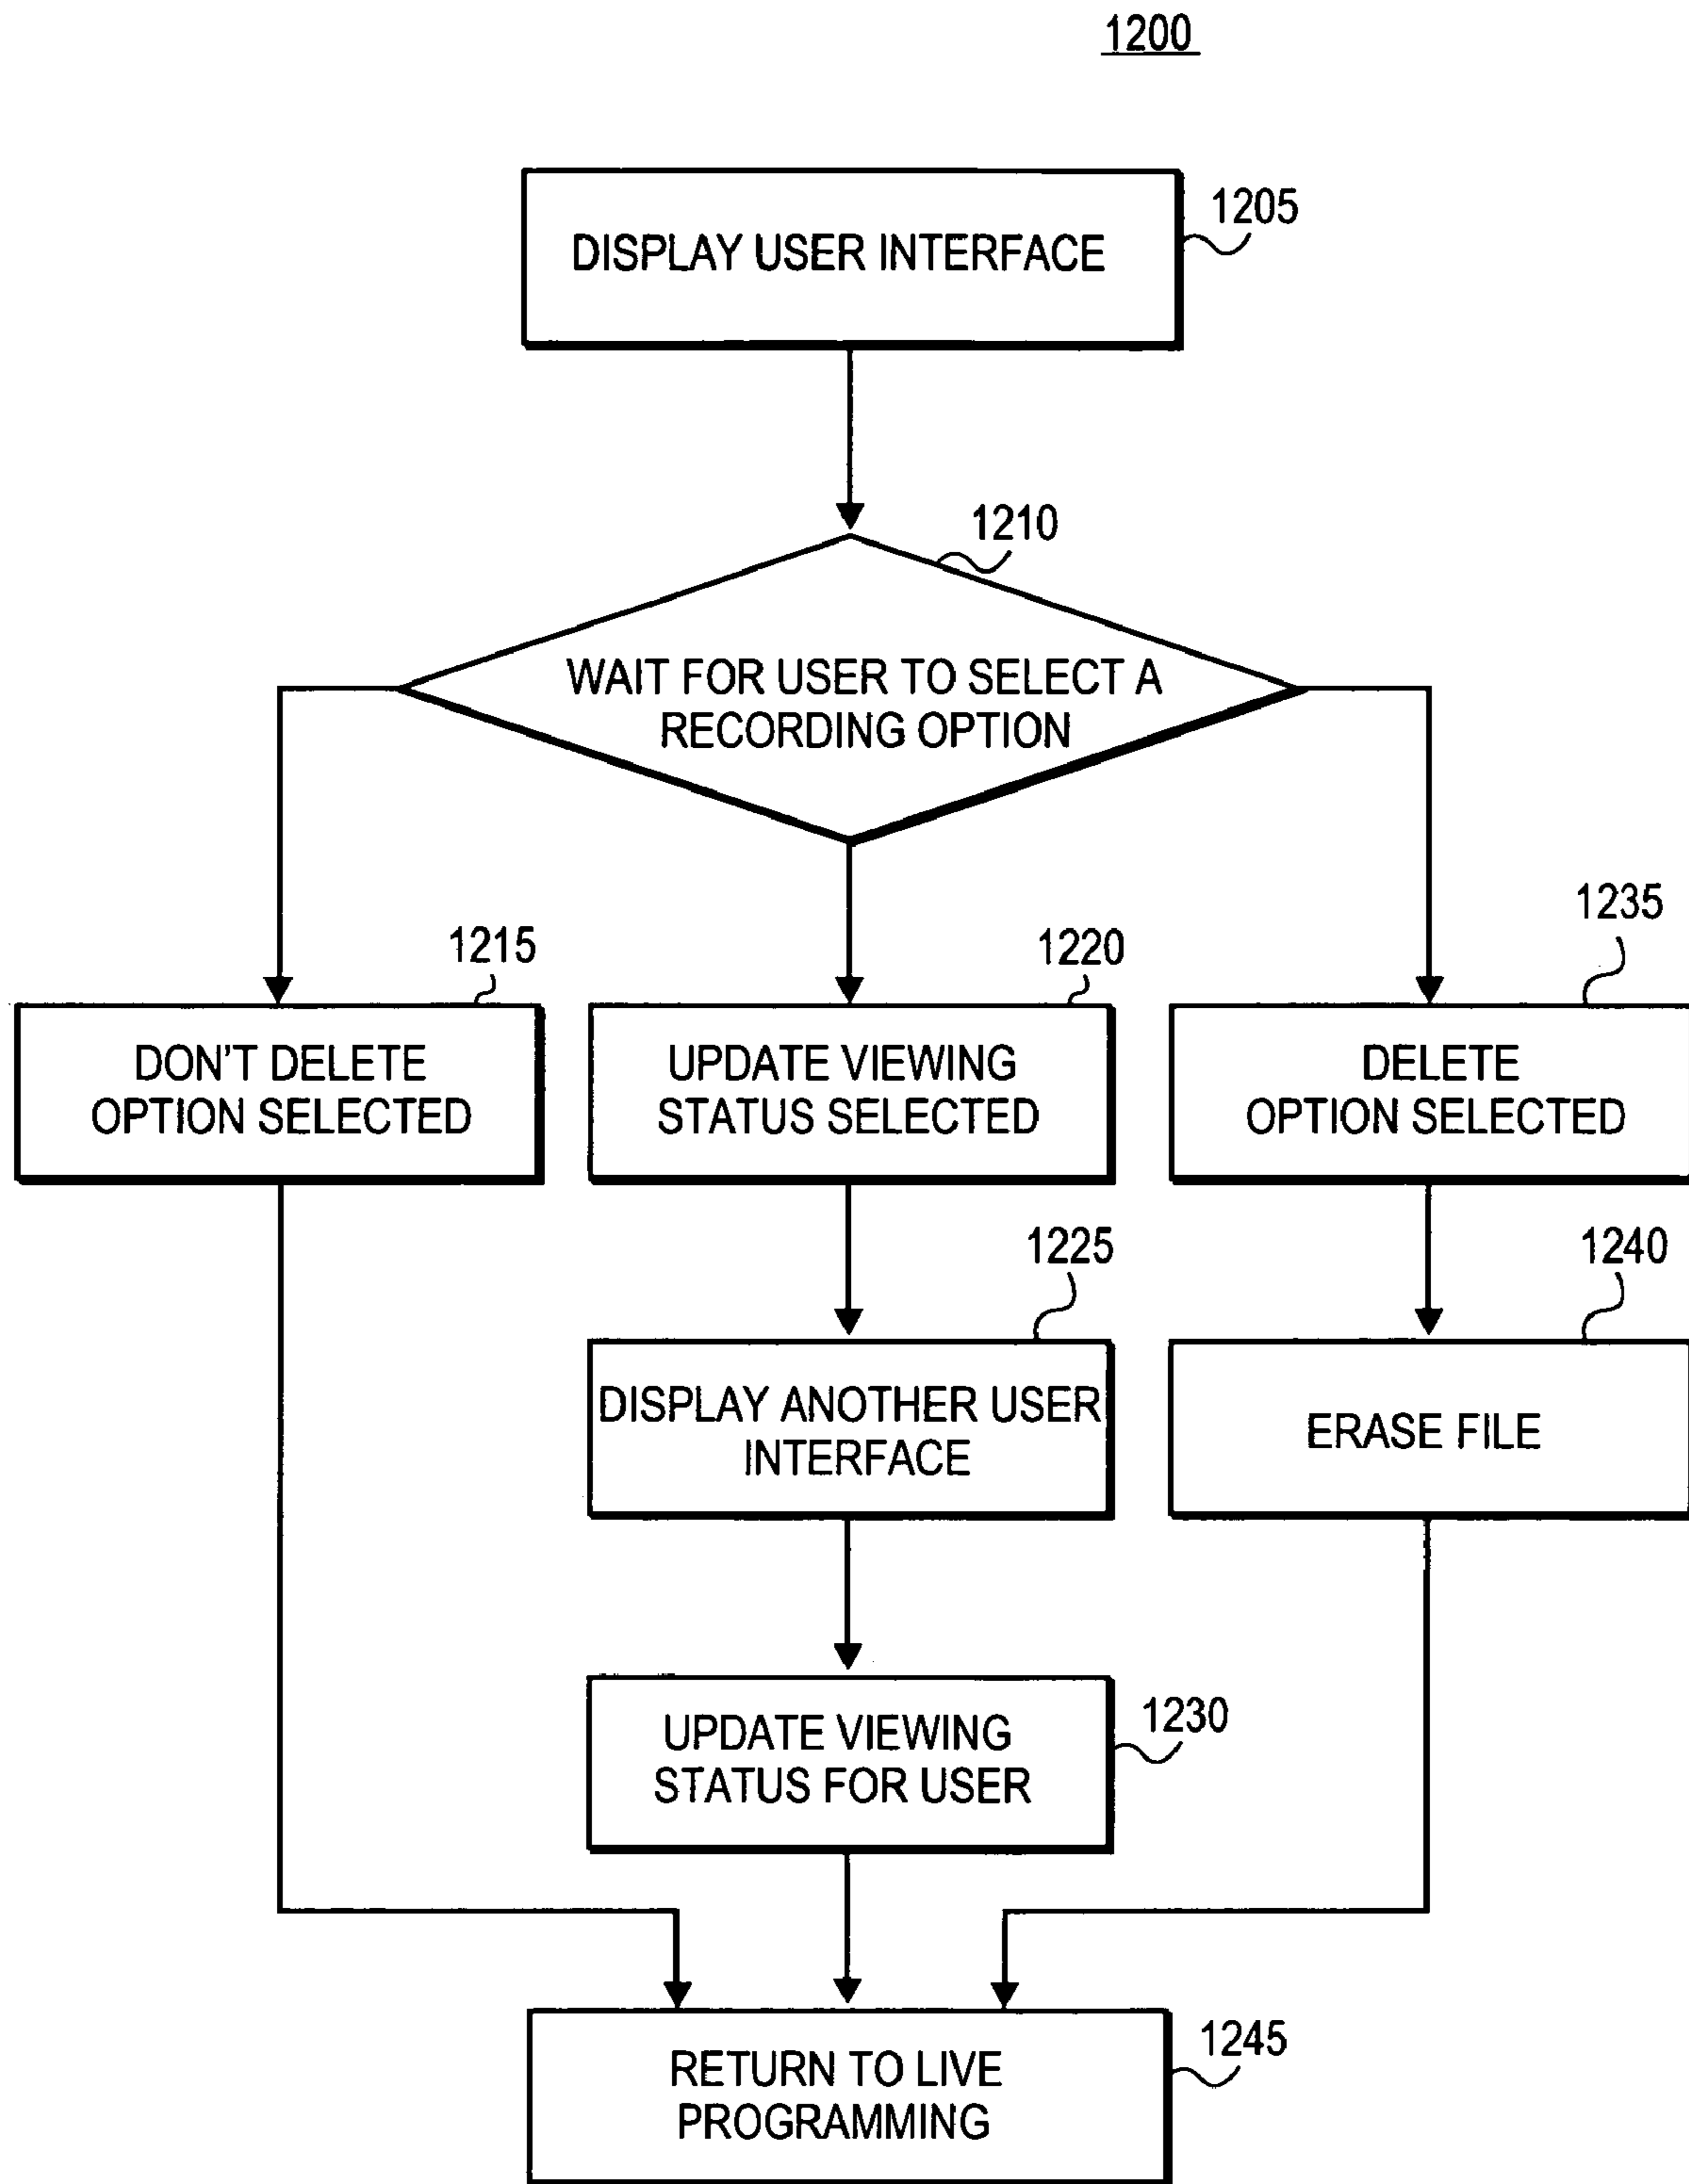 1200
DISPLAY USER INTERFACE
1205
1210
WAIT FOR USER TO SELECT A
RECORDING OPTION
1215
DON'T DELETE
OPTION SELECTED
1220
UPDATE VIEWING
STATUS SELECTED
1235
DELETE
OPTION SELECTED
1225
DISPLAY ANOTHER USER
INTERFACE
1240
ERASE FILE
UPDATE VIEWING
STATUS FOR USER
1230
RETURN TO LIVE
PROGRAMMING
1245